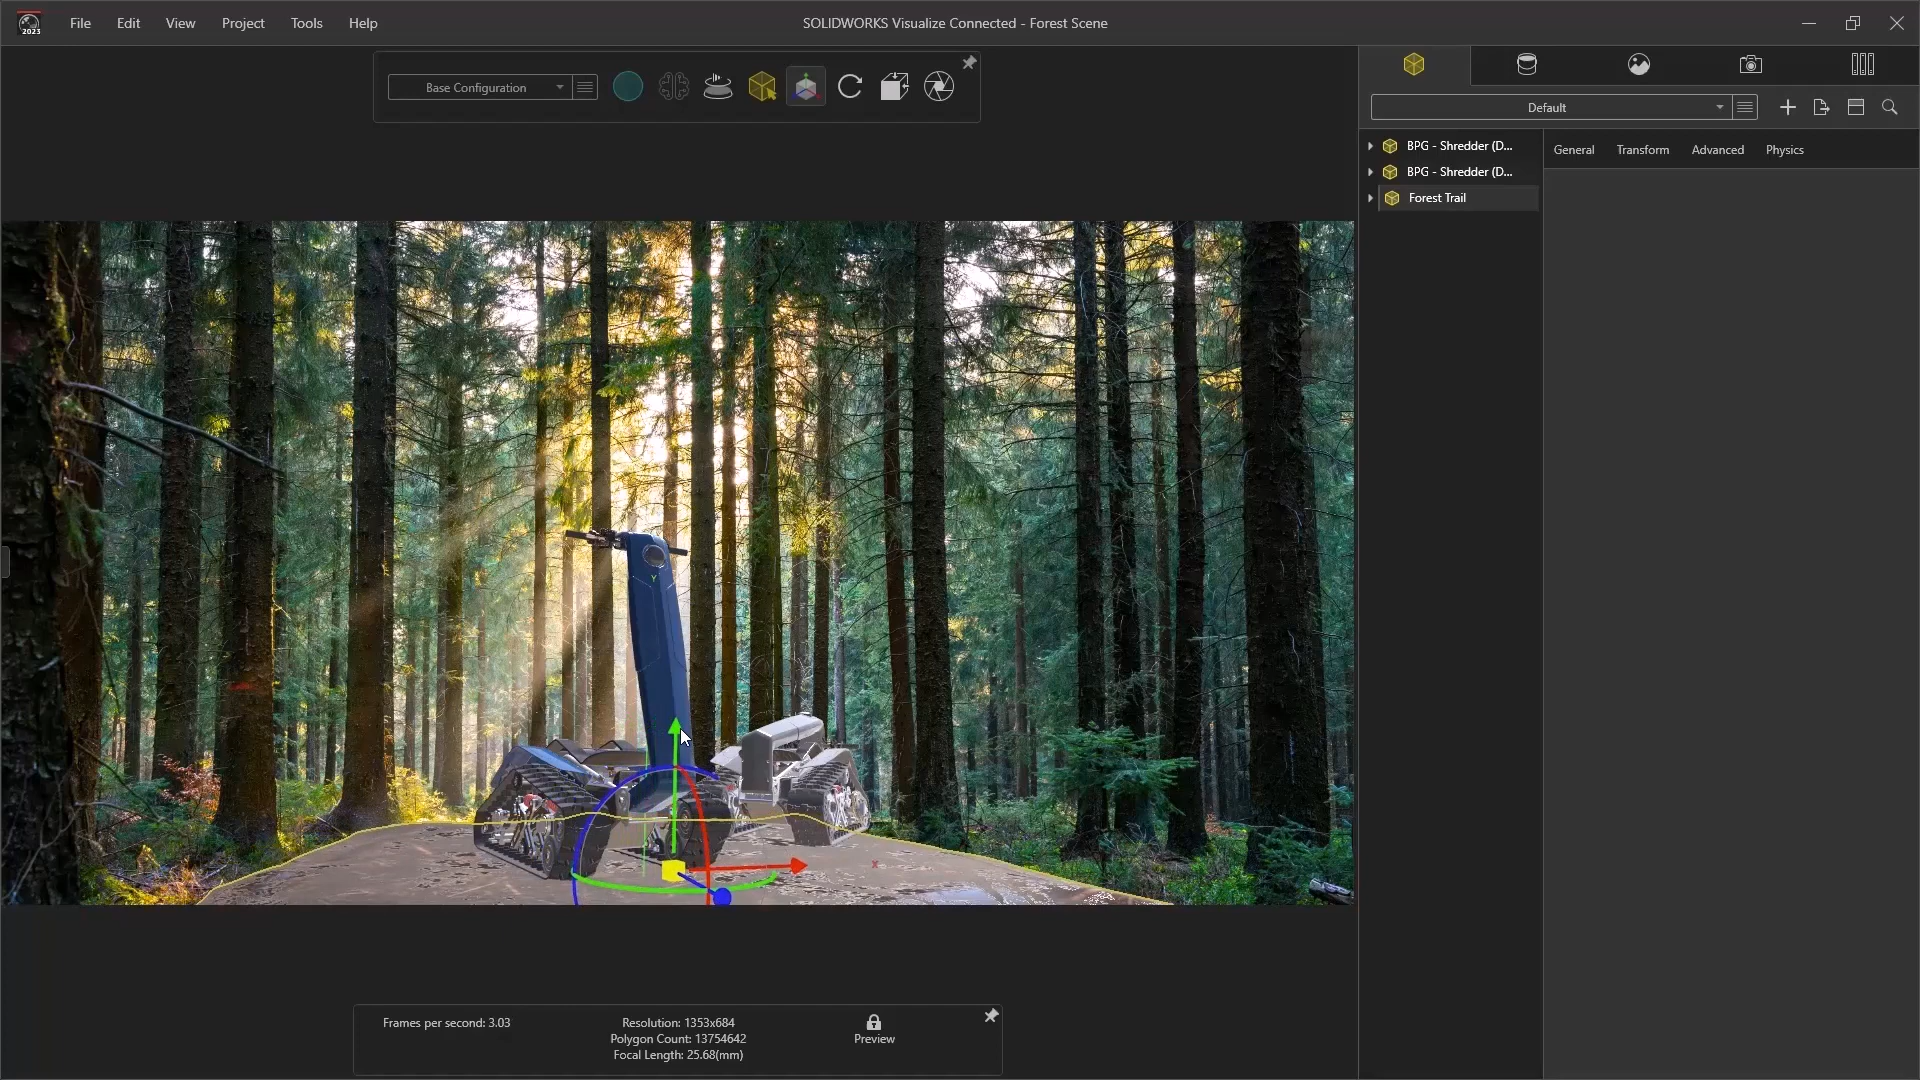 2023
File Edit View Project Tools Help
SOLIDWORKS Visualize Connected - Forest Scene
Base Configuration
Default
BPG - Shredder (D...
BPG - Shredder (D...
Forest Trail
General Transform Advanced Physics
Y
X
Frames per second: 3.03
Resolution: 1353x684
Polygon Count: 13754642
Focal Length: 25.68(mm)
Preview